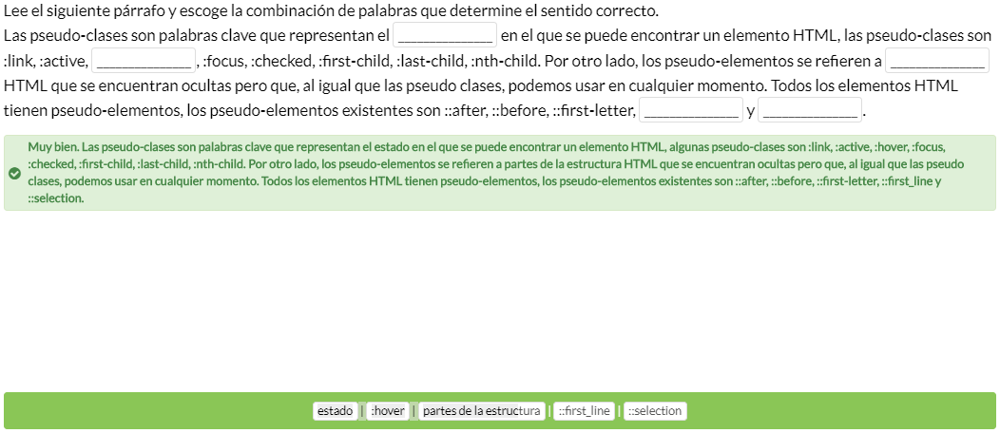 Lee el siguiente párrafo y escoge la combinación de palabras que determine el sentido correcto.
Las pseudo-clases son palabras clave que representan el _______________ en el que se puede encontrar un elemento HTML, las pseudo-clases son
:link, :active, _______________ , :focus, :checked, :first-child, :last-child, :nth-child. Por otro lado, los pseudo-elementos se refieren a _______________
HTML que se encuentran ocultas pero que, al igual que las pseudo clases, podemos usar en cualquier momento. Todos los elementos HTML
tienen pseudo-elementos, los pseudo-elementos existentes son ::after, ::before, ::first-letter, _______________ y _______________ .
Muy bien. Las pseudo-clases son palabras clave que representan el estado en el que se puede encontrar un elemento HTML, algunas pseudo-clases son :link, :active, :hover, :focus,
:checked, :first-child, :last-child, :nth-child. Por otro lado, los pseudo-elementos se refieren a partes de la estructura HTML que se encuentran ocultas pero que, al igual que las pseudo
clases, podemos usar en cualquier momento. Todos los elementos HTML tienen pseudo-elementos, los pseudo-elementos existentes son ::after, ::before, ::first-letter, ::first_line y
::selection.
estado | :hover | partes de la estructura | ::first_line | ::selection